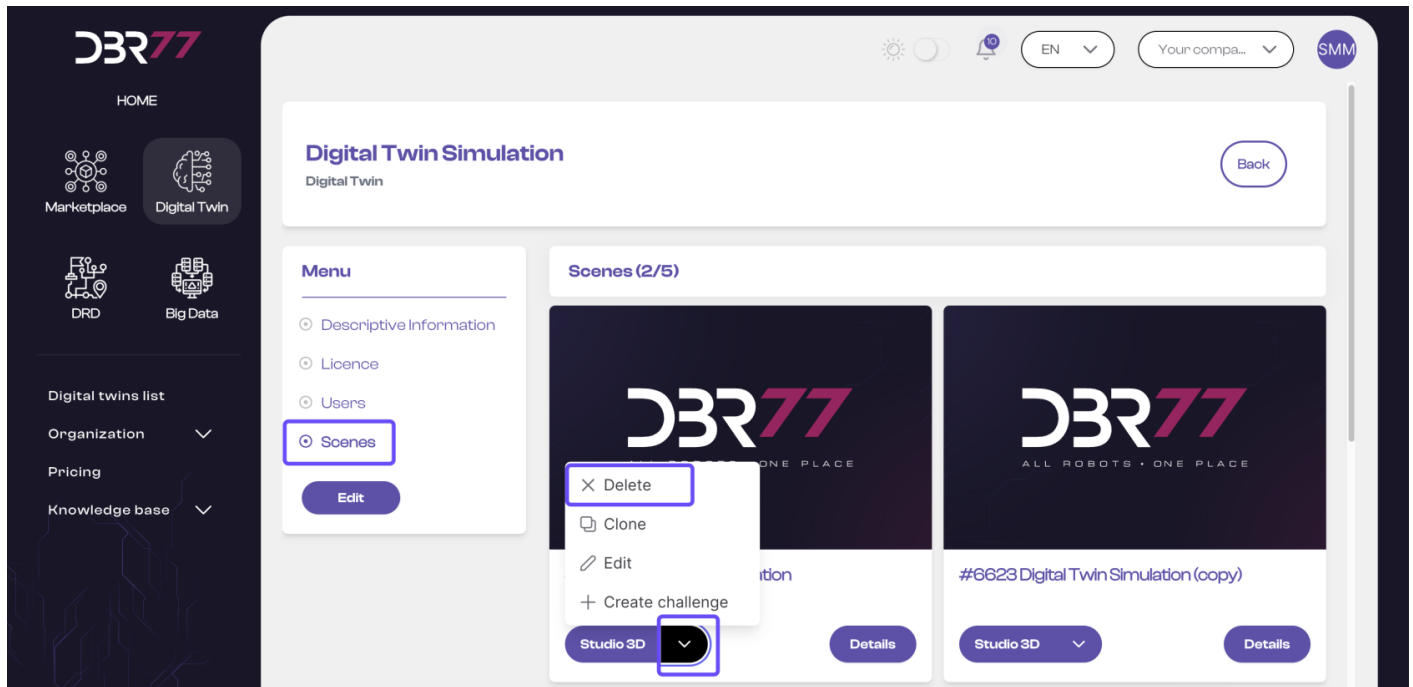 DBR77
HOME
Marketplace
Digital Twin
DRD
Big Data
Digital twins list
Organization
Pricing
Knowledge base
10
EN
Your compa...
SMM
Digital Twin Simulation
Digital Twin
Back
Menu
Descriptive Information
Licence
Users
Scenes
Edit
Scenes (2/5)
DBR77
ONE PLACE
Delete
Clone
Edit
Create challenge
Studio 3D
Details
DBR77
ALL ROBOTS • ONE PLACE
#6623 Digital Twin Simulation (copy)
Studio 3D
Details